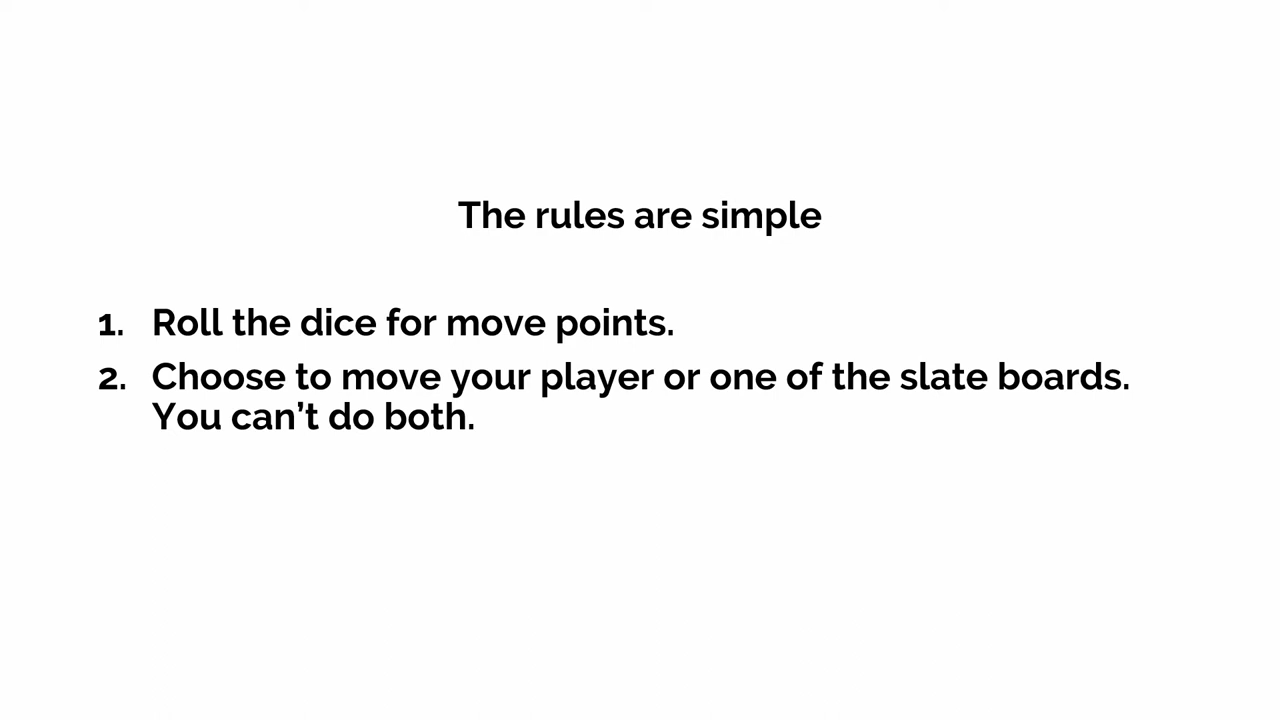 The rules are simple
1. Roll the dice for move points.
2. Choose to move your player or one of the slate boards.
You can’t do both.